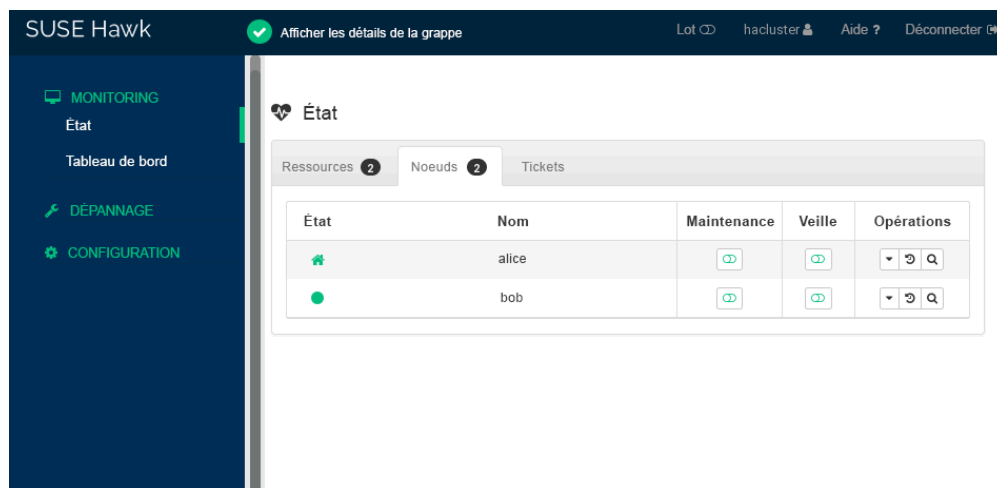 SUSE Hawk
Afficher les détails de la grappe
Lot
hacluster
Aide ?
Déconnecter
MONITORING
État
Tableau de bord
DÉPANNAGE
CONFIGURATION
État
Ressources 2
Noeuds 2
Tickets
État Nom Maintenance Veille Opérations
alice
bob